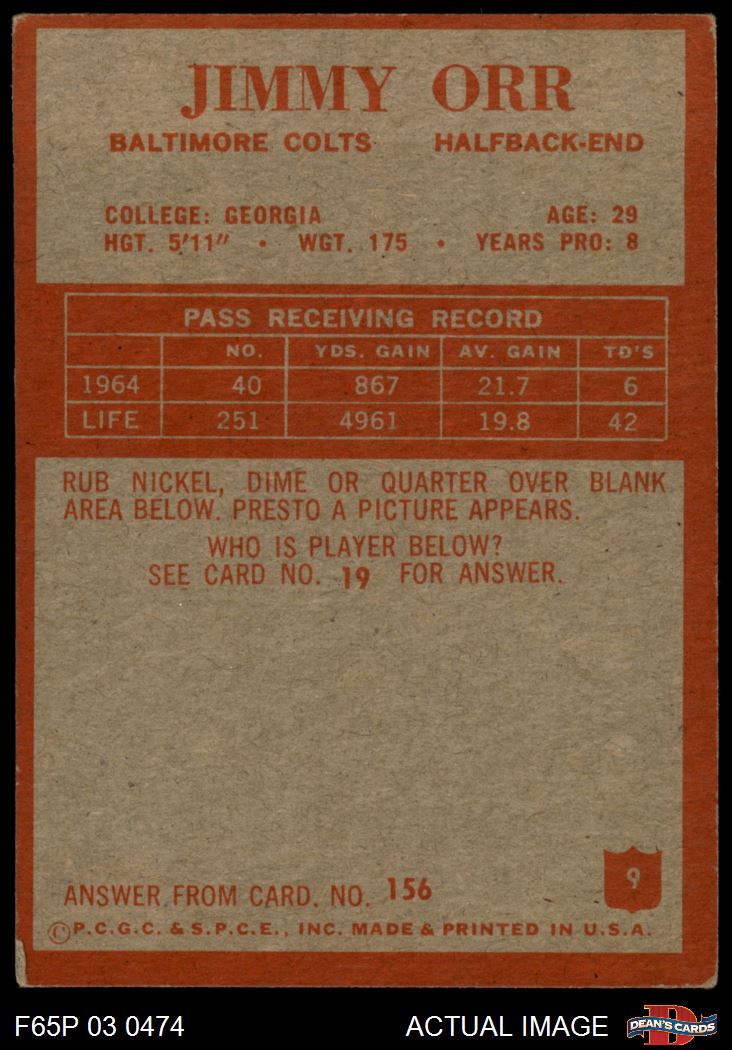 JIMMY ORR
BALTIMORE COLTS HALFBACK-END
COLLEGE: GEORGIA AGE: 29
HGT. 5'11" • WGT. 175 • YEARS PRO: 8
PASS RECEIVING RECORD
NO. YDS. GAIN AV. GAIN TD'S
1964 40 867 21.7 6
LIFE 251 4961 19.8 42
RUB NICKEL, DIME OR QUARTER OVER BLANK
AREA BELOW. PRESTO A PICTURE APPEARS.
WHO IS PLAYER BELOW?
SEE CARD NO. 19 FOR ANSWER.
9
ANSWER FROM CARD. NO. 156
©P.C.G.C. & S.P.C.E., INC. MADE & PRINTED IN U.S.A.
F65P 03 0474 ACTUAL IMAGE D DEAN'S CARDS